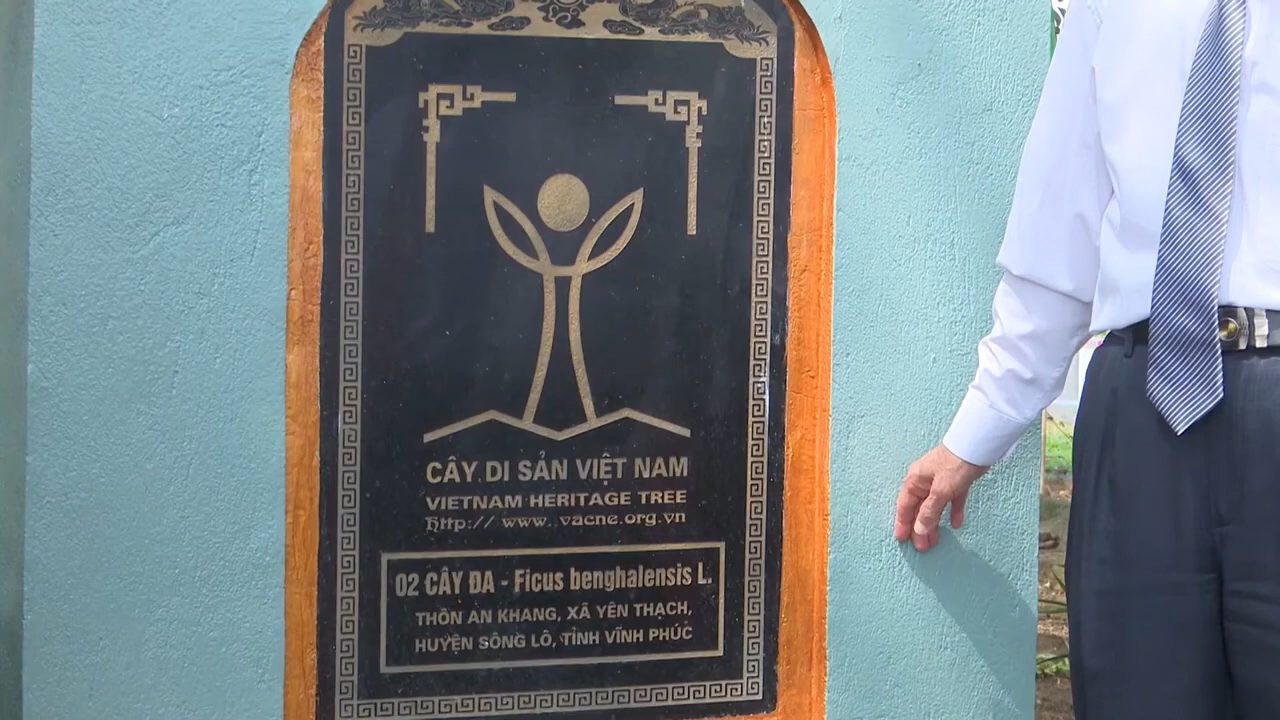 CÂY DI SẢN VIỆT NAM
VIETNAM HERITAGE TREE
Http:// www. vacne.org.vn
02 CÂY ĐA - Ficus benghalensis L.
THÔN AN KHANG, XÃ YÊN THẠCH,
HUYỆN SÔNG LÔ, TỈNH VĨNH PHÚC